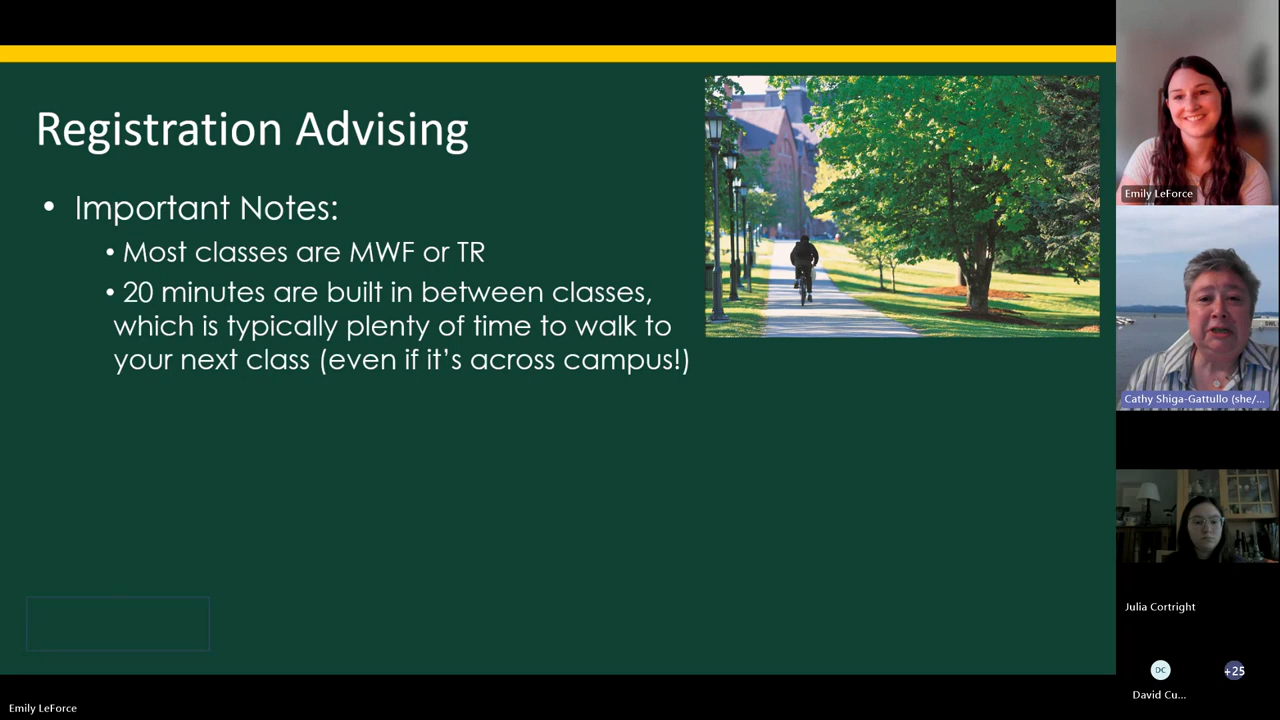 Registration Advising
• Important Notes:
• Most classes are MWF or TR
• 20 minutes are built in between classes,
which is typically plenty of time to walk to
your next class (even if it's across campus!)
Emily LeForce
Cathy Shiga-Gattullo (she/...
Julia Cortright
DC
+25
David Cu...
Emily LeForce